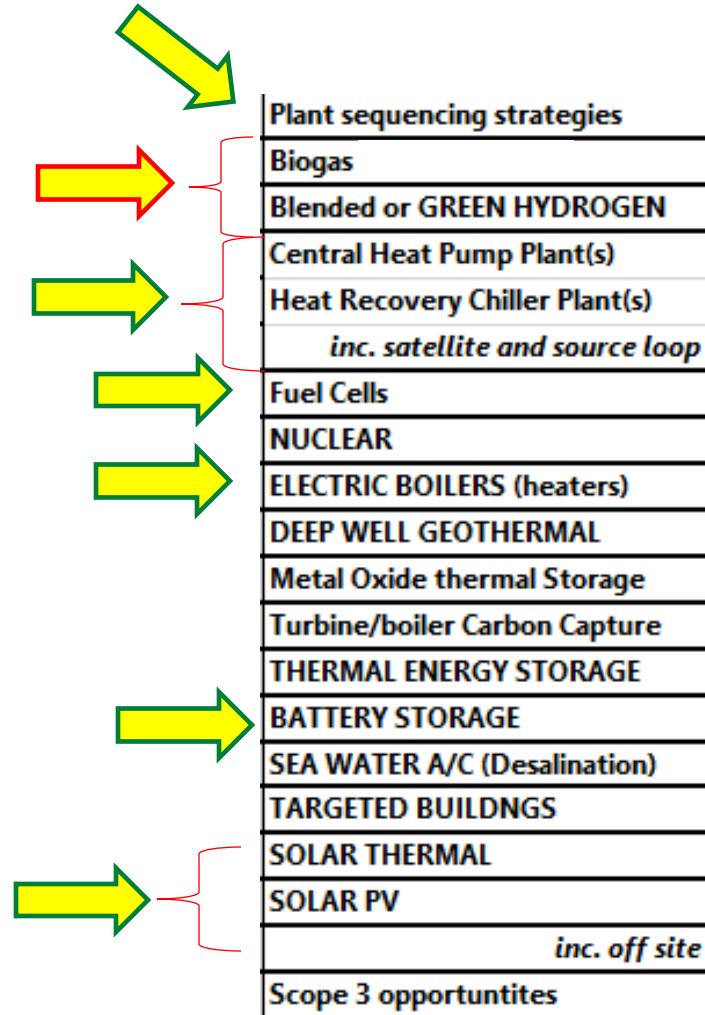 Plant sequencing strategies
Biogas
Blended or GREEN HYDROGEN
Central Heat Pump Plant(s)
Heat Recovery Chiller Plant(s)
inc. satellite and source loop
Fuel Cells
NUCLEAR
ELECTRIC BOILERS (heaters)
DEEP WELL GEOTHERMAL
Metal Oxide thermal Storage
Turbine/boiler Carbon Capture
THERMAL ENERGY STORAGE
BATTERY STORAGE
SEA WATER A/C (Desalination)
TARGETED BUILDNGS
SOLAR THERMAL
SOLAR PV
inc. off site
Scope 3 opportuntites